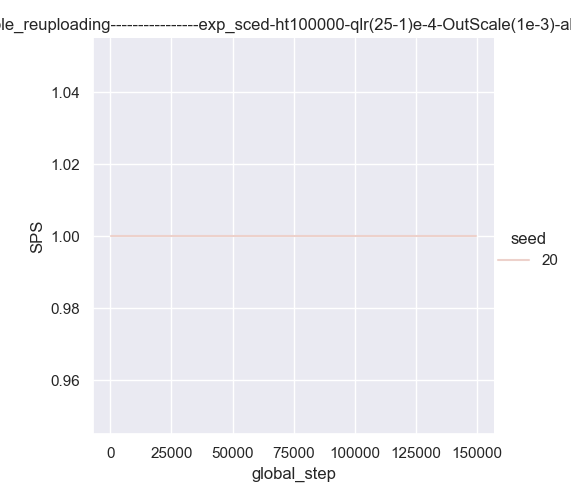 le_reuploading----------------exp_sced-ht100000-qlr(25-1)e-4-OutScale(1e-3)-al
1.04
1.02
1.00
0.98
0.96
SPS
0 25000 50000 75000 100000 125000 150000
global_step
seed
20